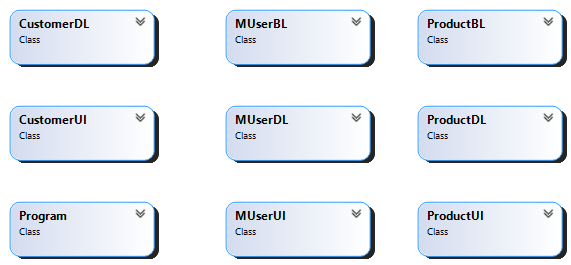 CustomerDL
Class
MUserBL
Class
ProductBL
Class
CustomerUI
Class
MUserDL
Class
ProductDL
Class
Program
Class
MUserUI
Class
ProductUI
Class